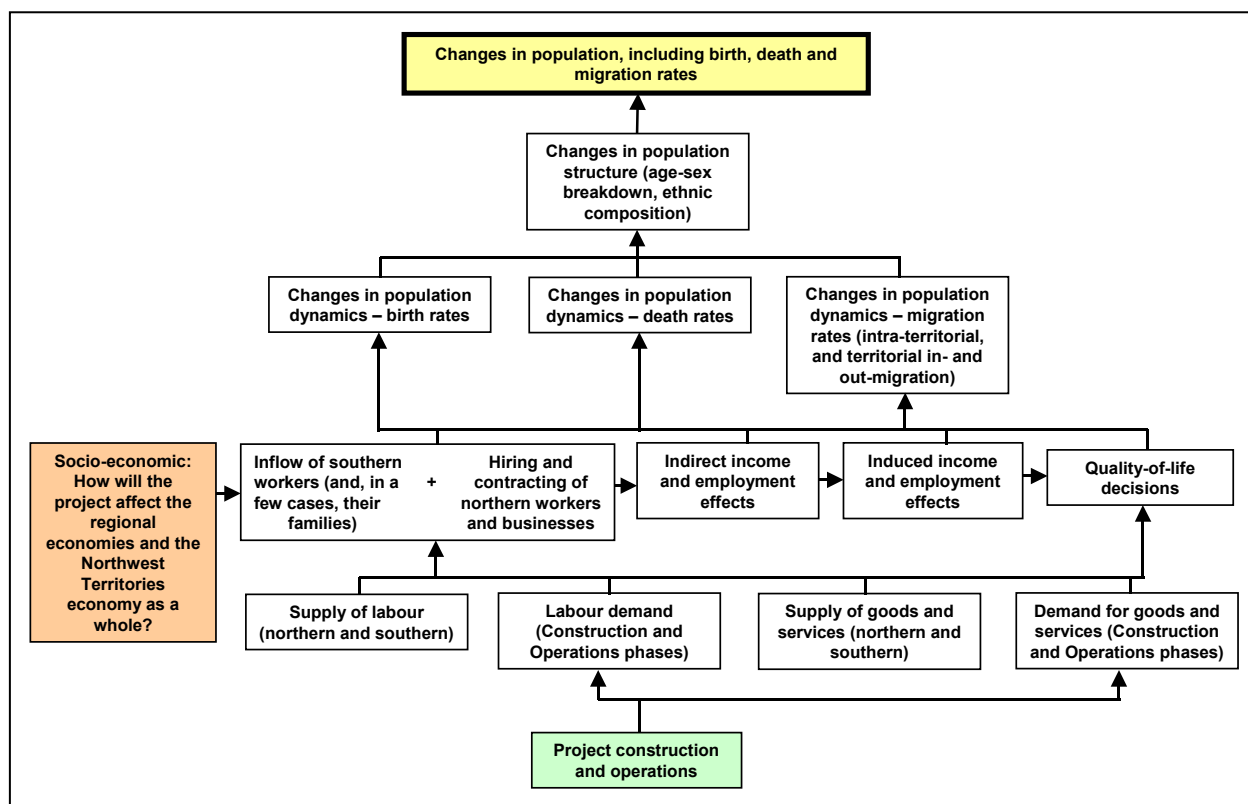 Changes in population, including birth, death and
migration rates
Changes in population
structure (age-sex
breakdown, ethnic
composition)
Changes in population
dynamics – birth rates
Changes in population
dynamics – death rates
Changes in population
dynamics – migration
rates (intra-territorial,
and territorial in- and
out-migration)
Socio-economic:
How will the
project affect the
regional
economies and the
Northwest
Territories
economy as a
whole?
Inflow of southern
workers (and, in a
few cases, their
families)
+
Hiring and
contracting of
northern workers
and businesses
Indirect income
and employment
effects
Induced income
and employment
effects
Quality-of-life
decisions
Supply of labour
(northern and southern)
Labour demand
(Construction and
Operations phases)
Supply of goods and
services (northern and
southern)
Demand for goods and
services (Construction
and Operations phases)
Project construction
and operations